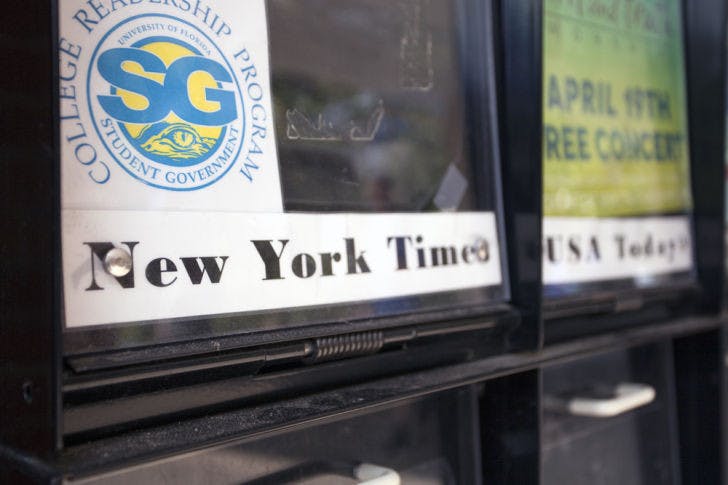 COLLEGE READERSHIP PROGRAM
UNIVERSITY OF FLORIDA
SG
STUDENT GOVERNMENT
New York Times
APRIL 19TH
REE CONCERT
USA Today